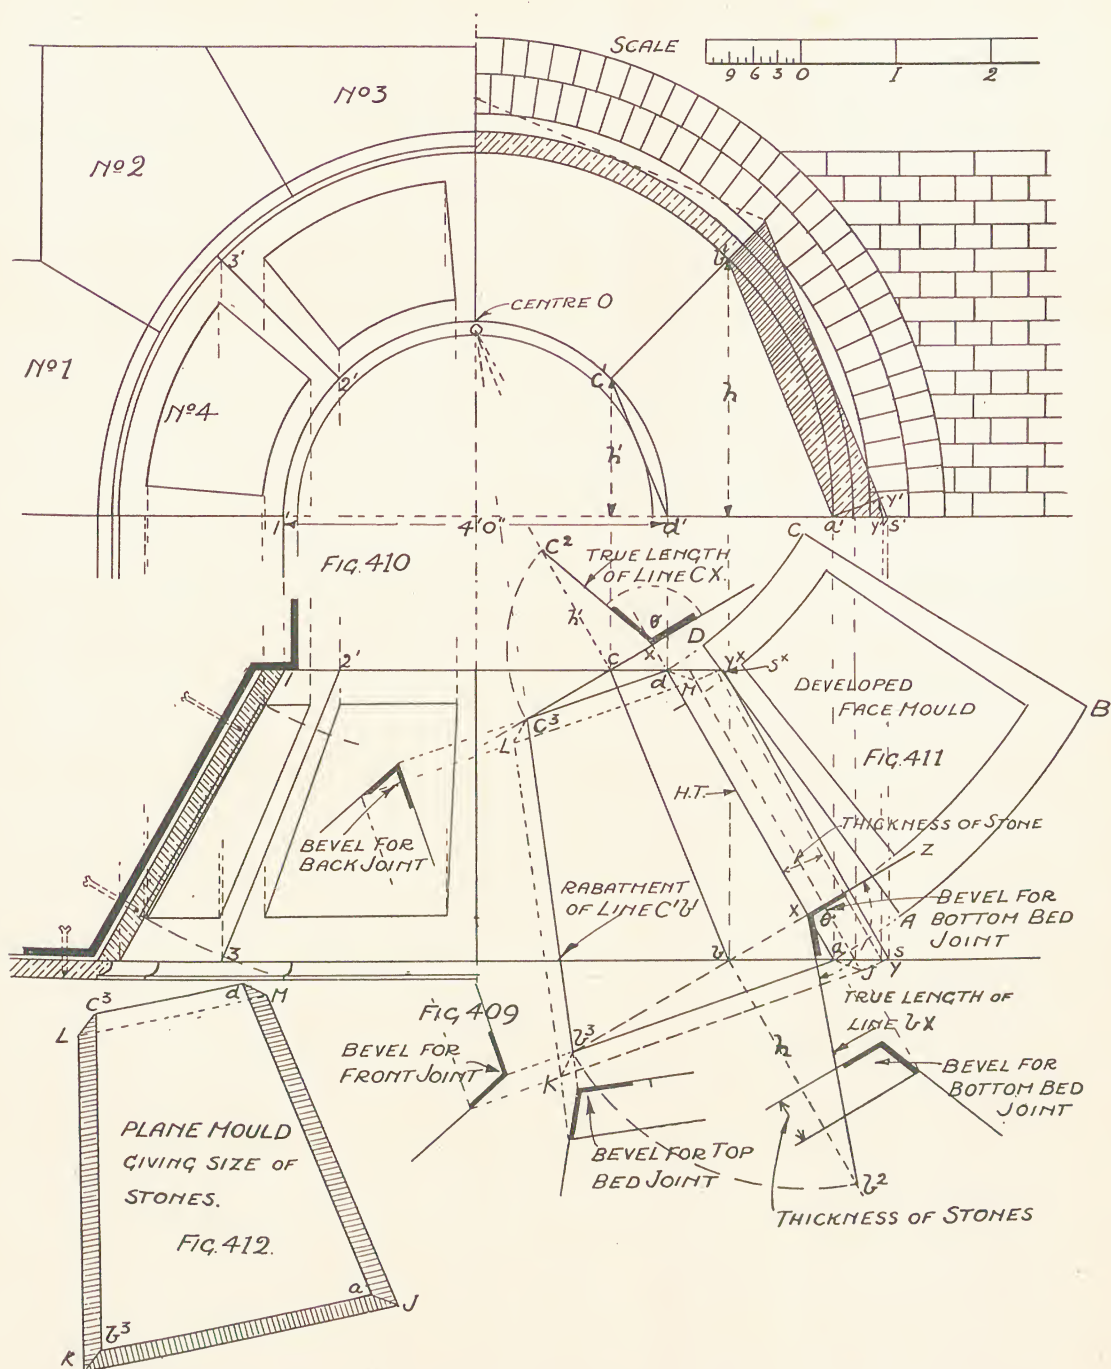 SCALE
9 6 3 0 1 2
No3
No2
3'
b'
No1
CENTRE O
2'
C'
No4
h
h'
1'
4'0"
d'
C
a'
Y'
Y"
S'
FIG. 410
C2
TRUE LENGTH
OF LINE CX.
θ
h'
D
2'
C
X
d
Yx
Sx
M
DEVELOPED
FACE MOULD
B
C3
L
FIG. 411
H.T.
THICKNESS OF STONE
BEVEL FOR
BACK JOINT
Z
RABATMENT
OF LINE C'b'
X
θ'
A
BEVEL FOR
BOTTOM BED
JOINT
3
b
a
J
S
Y
d
M
C3
L
FIG. 409
TRUE LENGTH OF
LINE bX
b3
h
BEVEL FOR
FRONT JOINT
K
BEVEL FOR
BOTTOM BED
JOINT
PLANE MOULD
GIVING SIZE OF
STONES.
BEVEL FOR TOP
BED JOINT
b2
THICKNESS OF STONES
FIG. 412.
a
J
b3
K